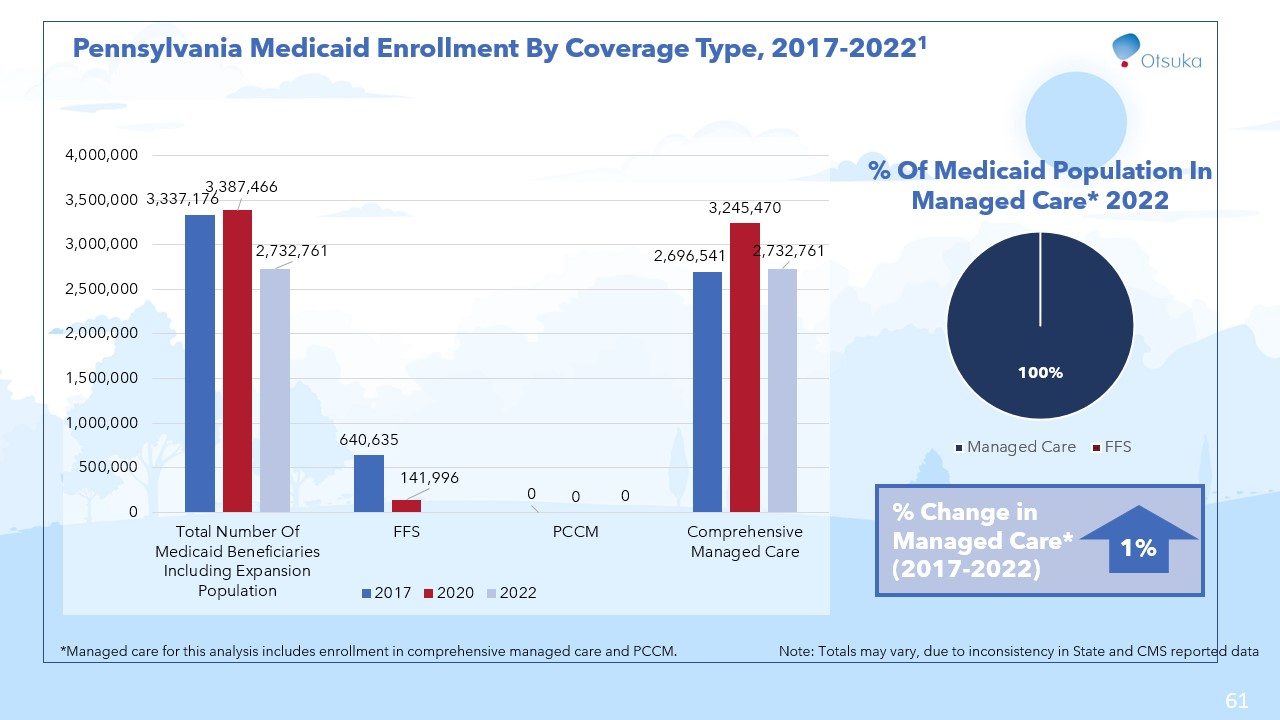 Pennsylvania Medicaid Enrollment By Coverage Type, 2017-2022¹
Otsuka
4,000,000
3,500,000
3,000,000
2,500,000
2,000,000
1,500,000
1,000,000
500,000
0
3,337,176
3,387,466
2,732,761
640,635
141,996
0
0
0
2,696,541
3,245,470
2,732,761
Total Number Of
Medicaid Beneficiaries
Including Expansion
Population
FFS
PCCM
Comprehensive
Managed Care
2017 2020 2022
% Of Medicaid Population In
Managed Care* 2022
100%
Managed Care FFS
% Change in
Managed Care*
(2017-2022)
1%
*Managed care for this analysis includes enrollment in comprehensive managed care and PCCM.
Note: Totals may vary, due to inconsistency in State and CMS reported data
61